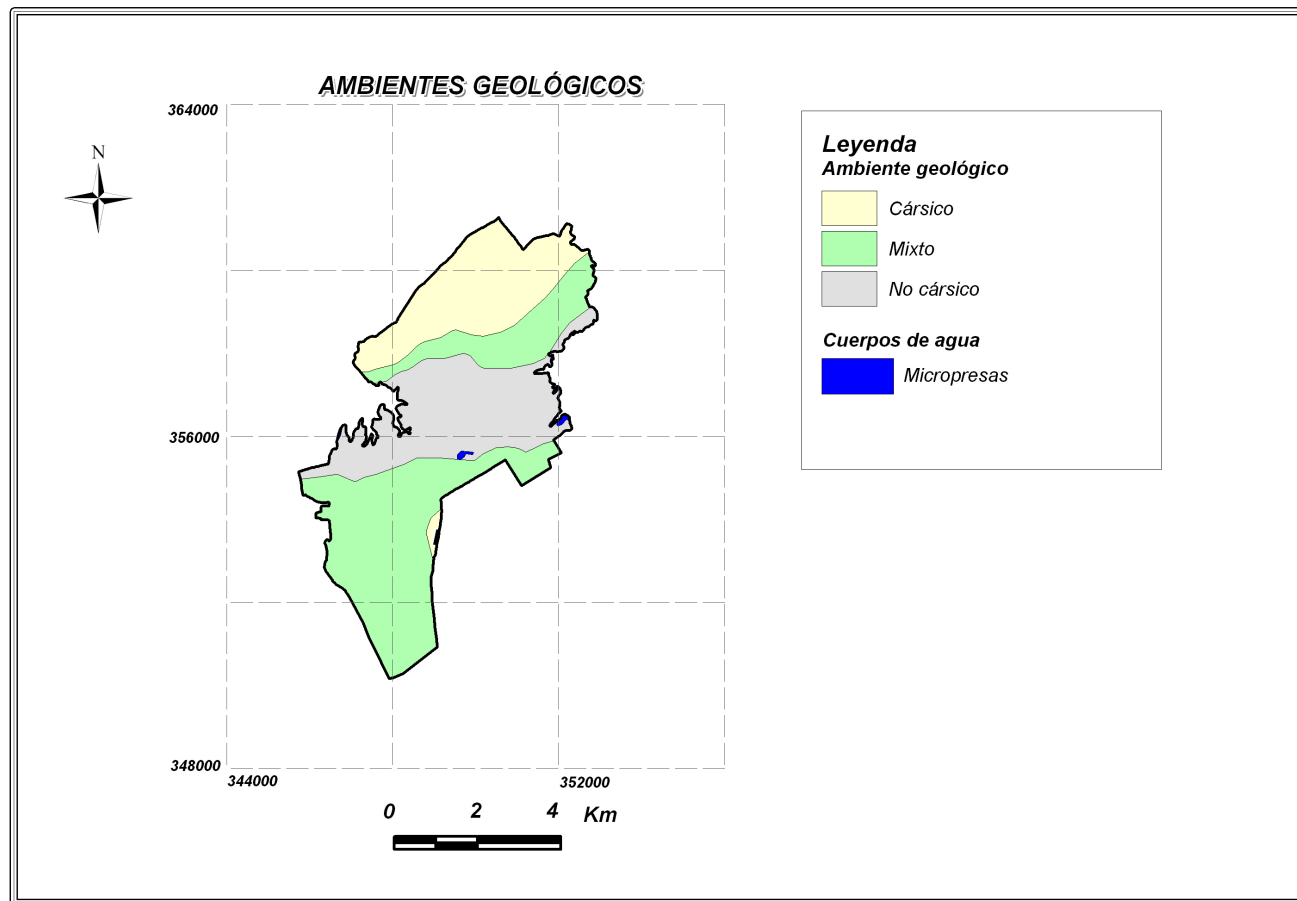 AMBIENTES GEOLÓGICOS
364000
N
356000
348000
344000
352000
0 2 4 Km
Leyenda
Ambiente geológico
Cársico
Mixto
No cársico
Cuerpos de agua
Micropresas